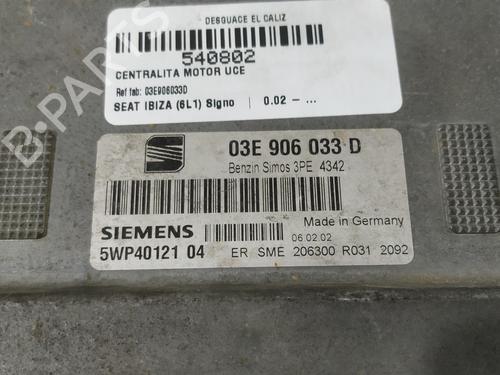 DESGUACE EL CALIZ
540802
CENTRALITA MOTOR UCE
Ref fab: 03E906033D
SEAT IBIZA (6L1) Signo | 0.02 - ...
B-PARTS
03E 906 033 D
Benzin Simos 3PE 4342
Made in Germany
SIEMENS 06.02.02
5WP40121 04 ER SME 206300 R031 2092